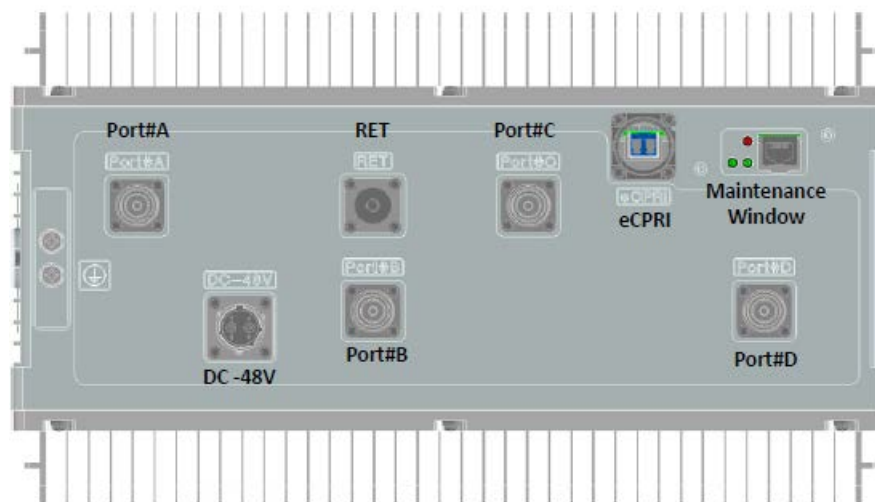 Port#A
RET
Port#C
Port#A
RET
Port#C
eCPRI
eCPRI
Maintenance
Window
DC-48V
Port#B
Port#D
Port#B
Port#D
DC -48V